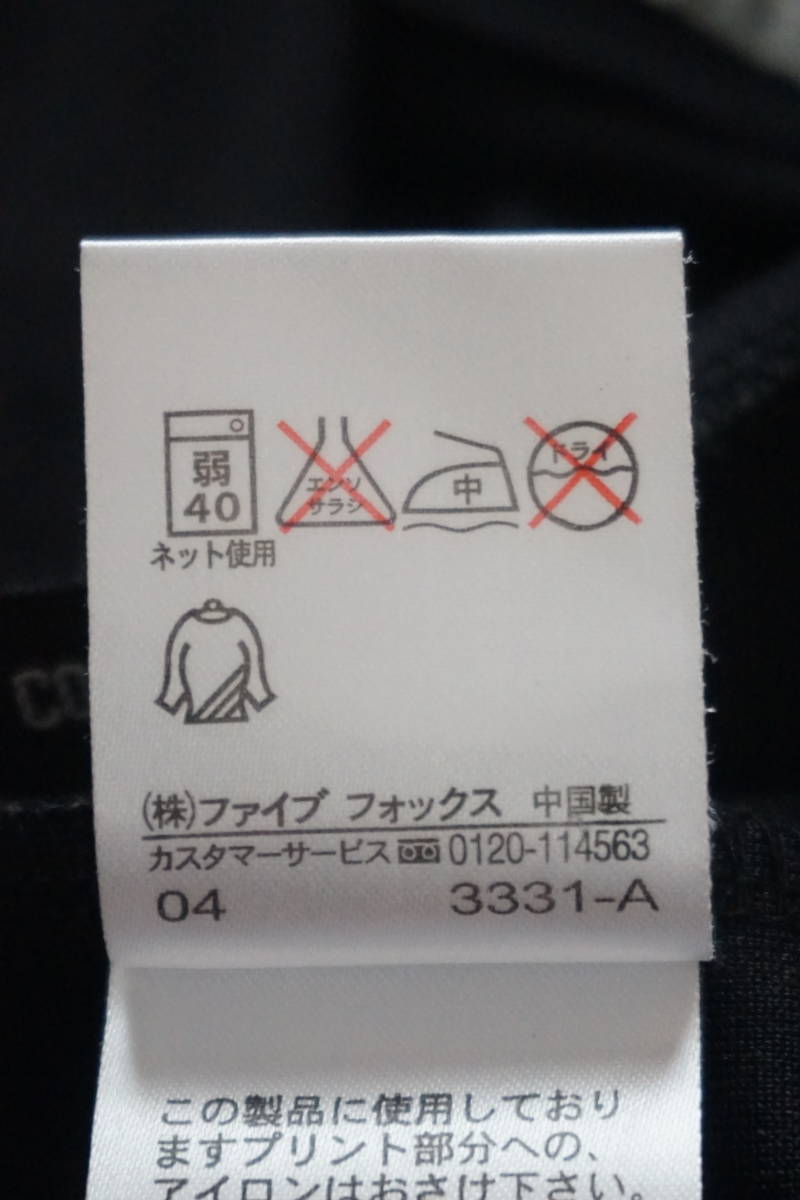 弱
40
ネット使用
エンソ
サラシ
中
ドライ
CO
(株)ファイブ フォックス 中国製
カスタマーサービス 0120-114563
04 3331-A
この製品に使用しており
ますプリント部分への、
アイロンはおさけ下さい。